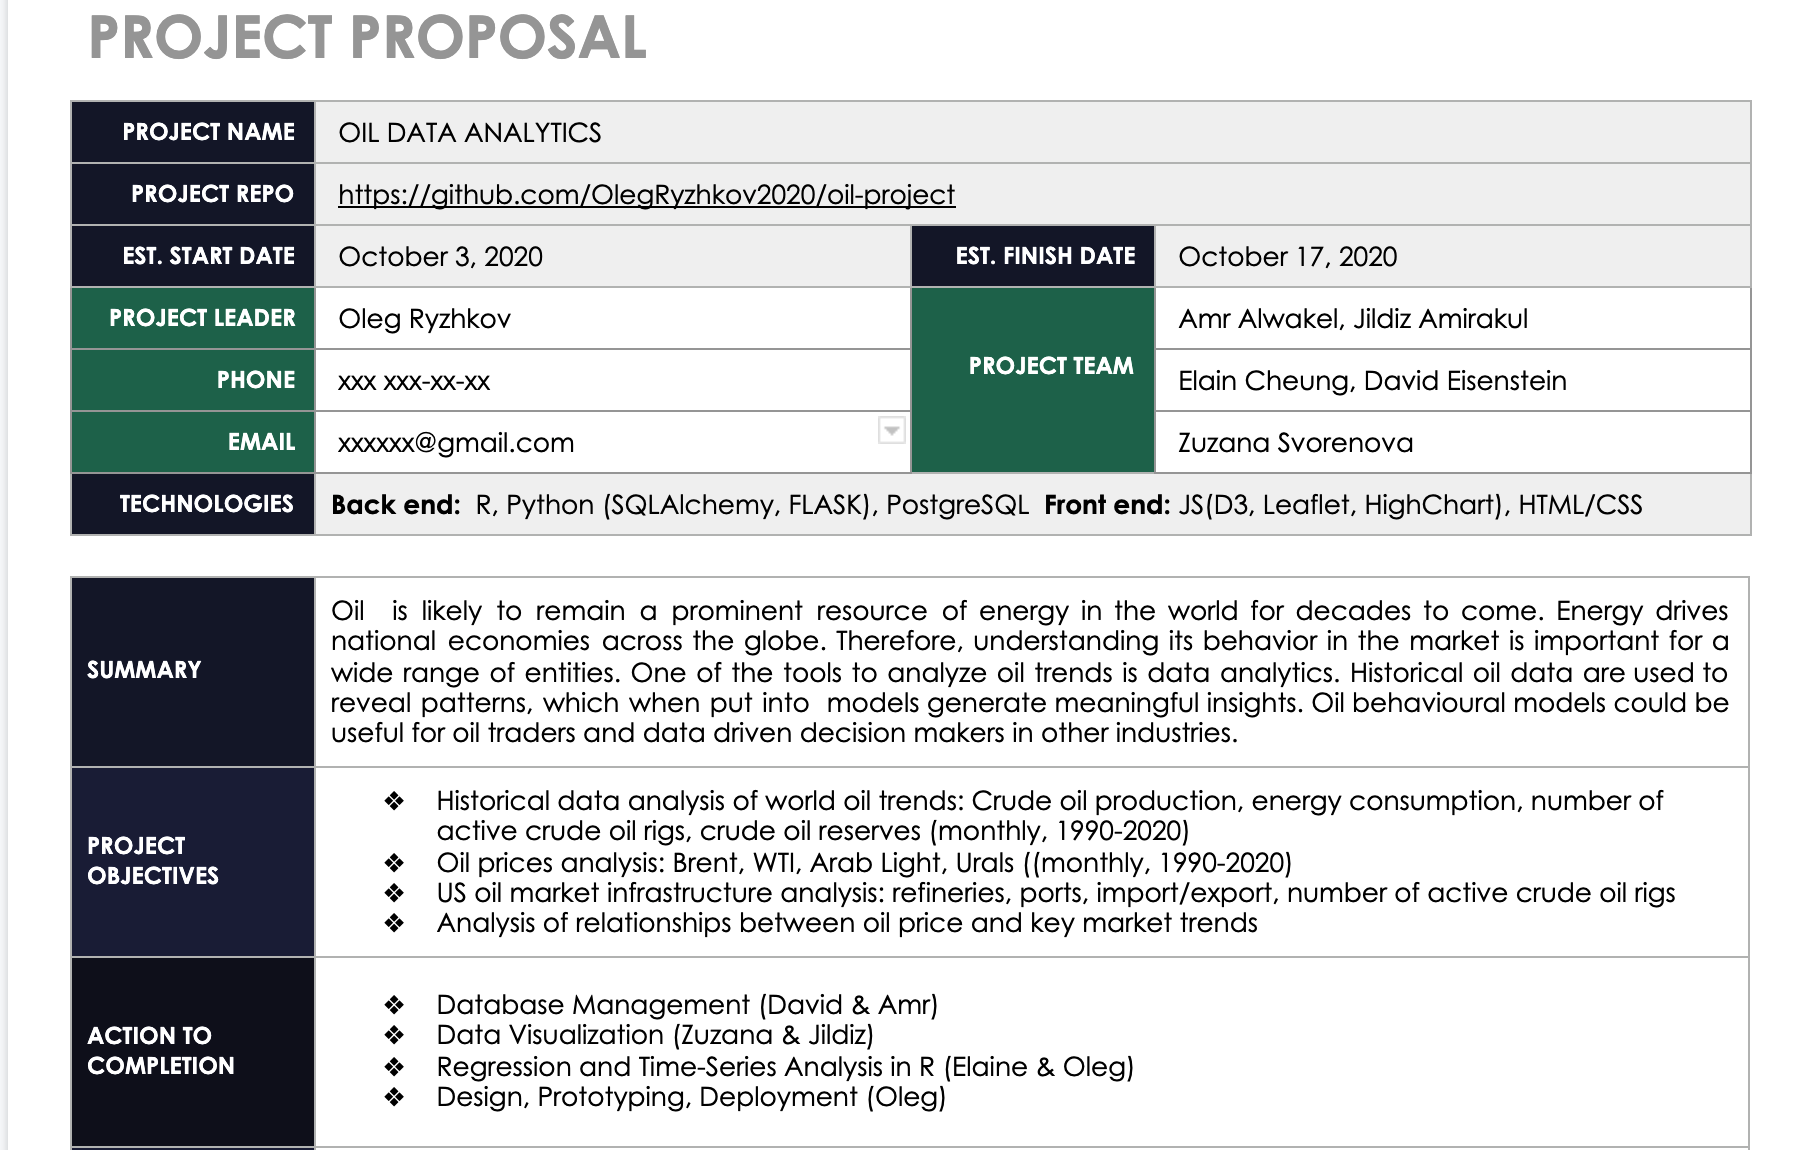 PROJECT PROPOSAL
PROJECT NAME OIL DATA ANALYTICS
PROJECT REPO https://github.com/OlegRyzhkov2020/oil-project
EST. START DATE October 3, 2020 EST. FINISH DATE October 17, 2020
PROJECT LEADER Oleg Ryzhkov Amr Alwakel, Jildiz Amirakul
PROJECT TEAM
PHONE xxx xxx-xx-xx Elain Cheung, David Eisenstein
EMAIL xxxxxx@gmail.com Zuzana Svorenova
TECHNOLOGIES Back end: R, Python (SQLAlchemy, FLASK), PostgreSQL Front end: JS(D3, Leaflet, HighChart), HTML/CSS
SUMMARY
Oil is likely to remain a prominent resource of energy in the world for decades to come. Energy drives
national economies across the globe. Therefore, understanding its behavior in the market is important for a
wide range of entities. One of the tools to analyze oil trends is data analytics. Historical oil data are used to
reveal patterns, which when put into models generate meaningful insights. Oil behavioural models could be
useful for oil traders and data driven decision makers in other industries.
PROJECT
OBJECTIVES
❖ Historical data analysis of world oil trends: Crude oil production, energy consumption, number of
active crude oil rigs, crude oil reserves (monthly, 1990-2020)
❖ Oil prices analysis: Brent, WTI, Arab Light, Urals ((monthly, 1990-2020)
❖ US oil market infrastructure analysis: refineries, ports, import/export, number of active crude oil rigs
❖ Analysis of relationships between oil price and key market trends
ACTION TO
COMPLETION
❖ Database Management (David & Amr)
❖ Data Visualization (Zuzana & Jildiz)
❖ Regression and Time-Series Analysis in R (Elaine & Oleg)
❖ Design, Prototyping, Deployment (Oleg)